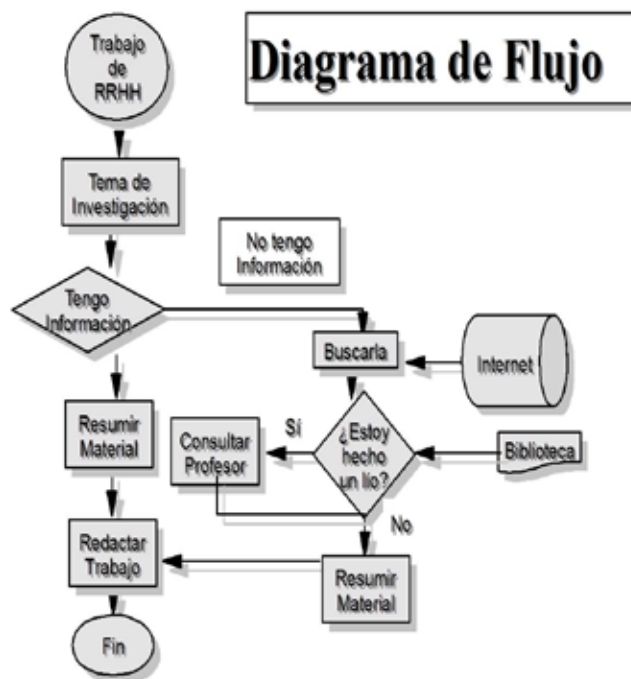 Diagrama de Flujo
Trabajo
de
RRHH
Tema de
Investigación
No tengo
Información
Tengo
Información
Buscarla
Internet
Resumir
Material
Consultar
Profesor
Sí
¿Estoy
hecho
un lío?
Biblioteca
No
Redactar
Trabajo
Resumir
Material
Fin